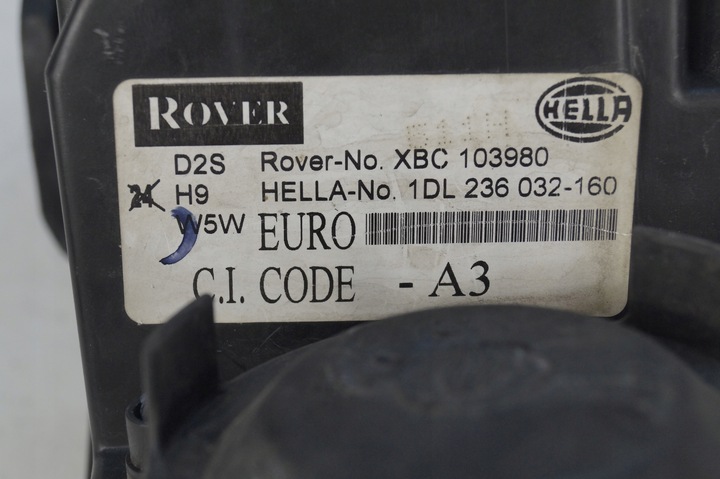 ROVER
HELLA
D2S Rover-No. XBC 103980
H9 HELLA-No. 1DL 236 032-160
W5W EURO
C.I. CODE - A3